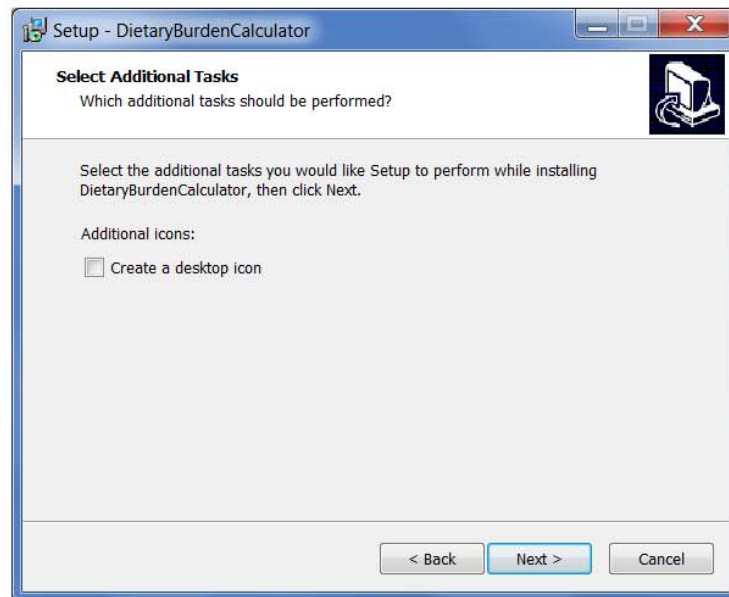 Setup - DietaryBurdenCalculator
Select Additional Tasks
Which additional tasks should be performed?
Select the additional tasks you would like Setup to perform while installing
DietaryBurdenCalculator, then click Next.
Additional icons:
Create a desktop icon
< Back
Next >
Cancel